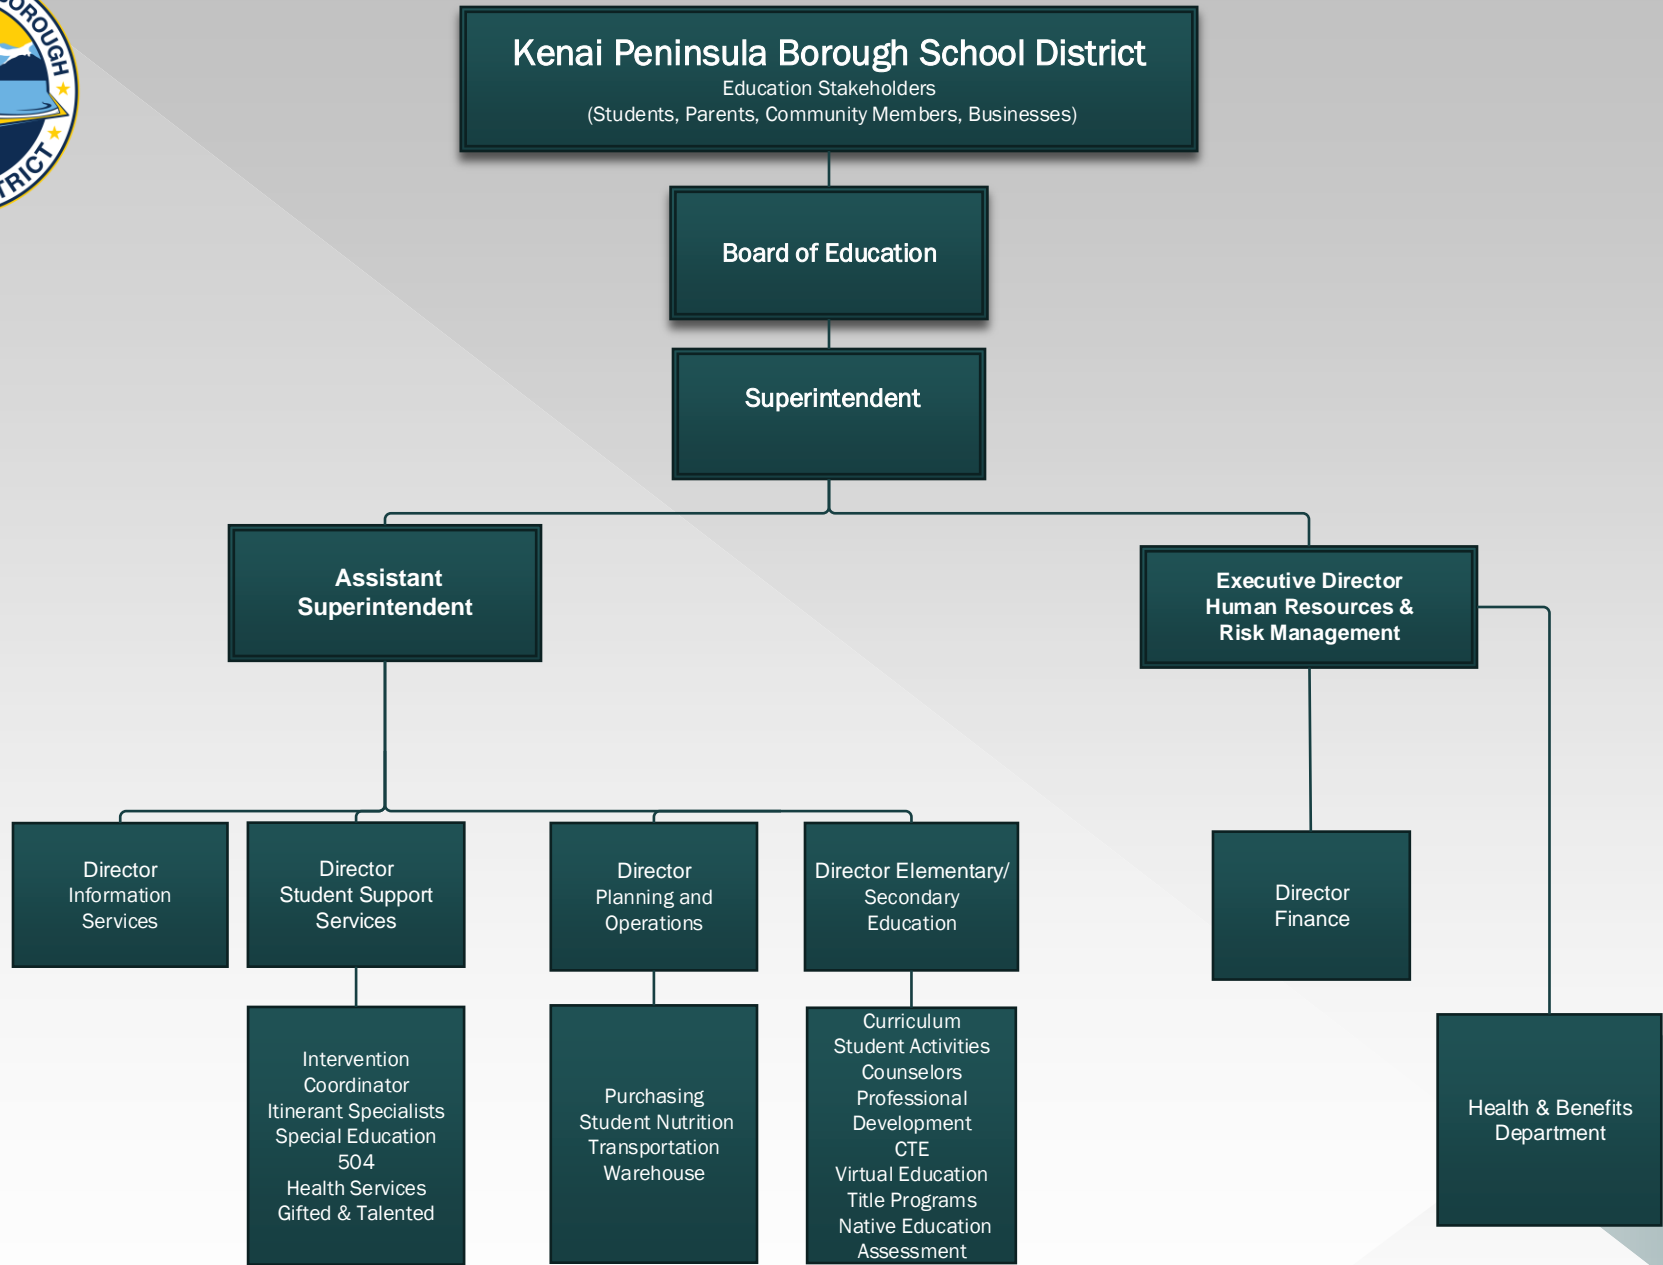 BOROUGH
TRICT
Kenai Peninsula Borough School District
Education Stakeholders
(Students, Parents, Community Members, Businesses)
Board of Education
Superintendent
Assistant
Superintendent
Executive Director
Human Resources &
Risk Management
Director
Information
Services
Director
Student Support
Services
Director
Planning and
Operations
Director Elementary/
Secondary
Education
Director
Finance
Intervention
Coordinator
Itinerant Specialists
Special Education
504
Health Services
Gifted & Talented
Purchasing
Student Nutrition
Transportation
Warehouse
Curriculum
Student Activities
Counselors
Professional
Development
CTE
Virtual Education
Title Programs
Native Education
Assessment
Health & Benefits
Department